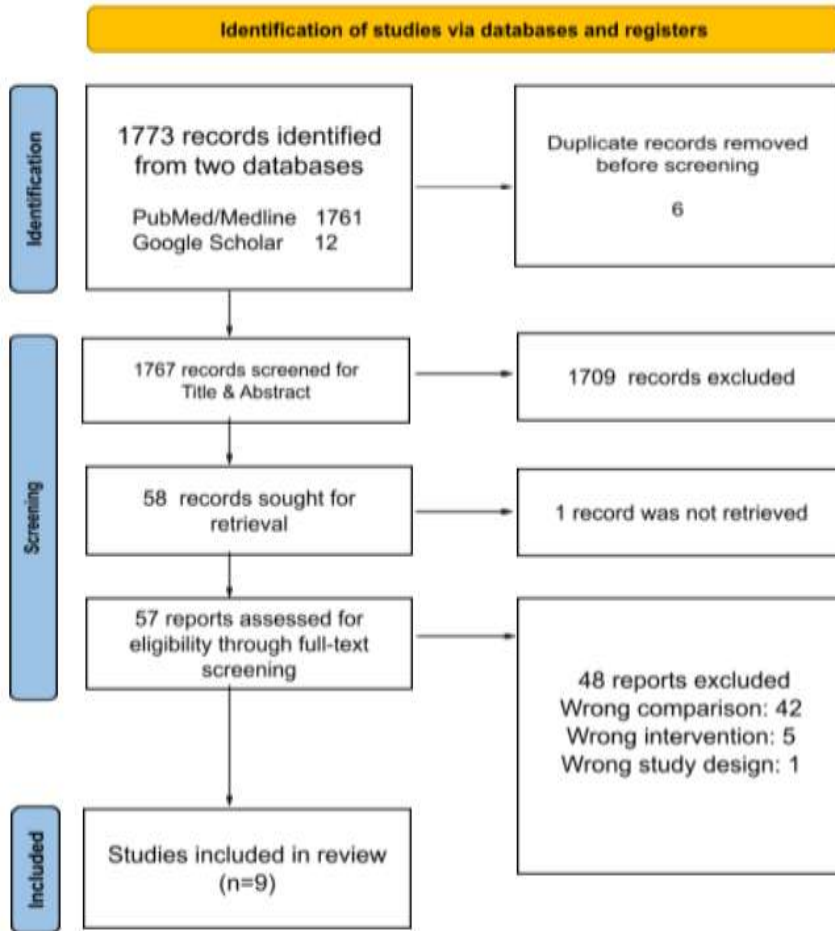 Identification of studies via databases and registers
Identification
1773 records identified
from two databases
PubMed/Medline 1761
Google Scholar 12
Duplicate records removed
before screening
6
Screening
1767 records screened for
Title & Abstract
1709 records excluded
58 records sought for
retrieval
1 record was not retrieved
57 reports assessed for
eligibility through full-text
screening
48 reports excluded
Wrong comparison: 42
Wrong intervention: 5
Wrong study design: 1
Included
Studies included in review
(n=9)